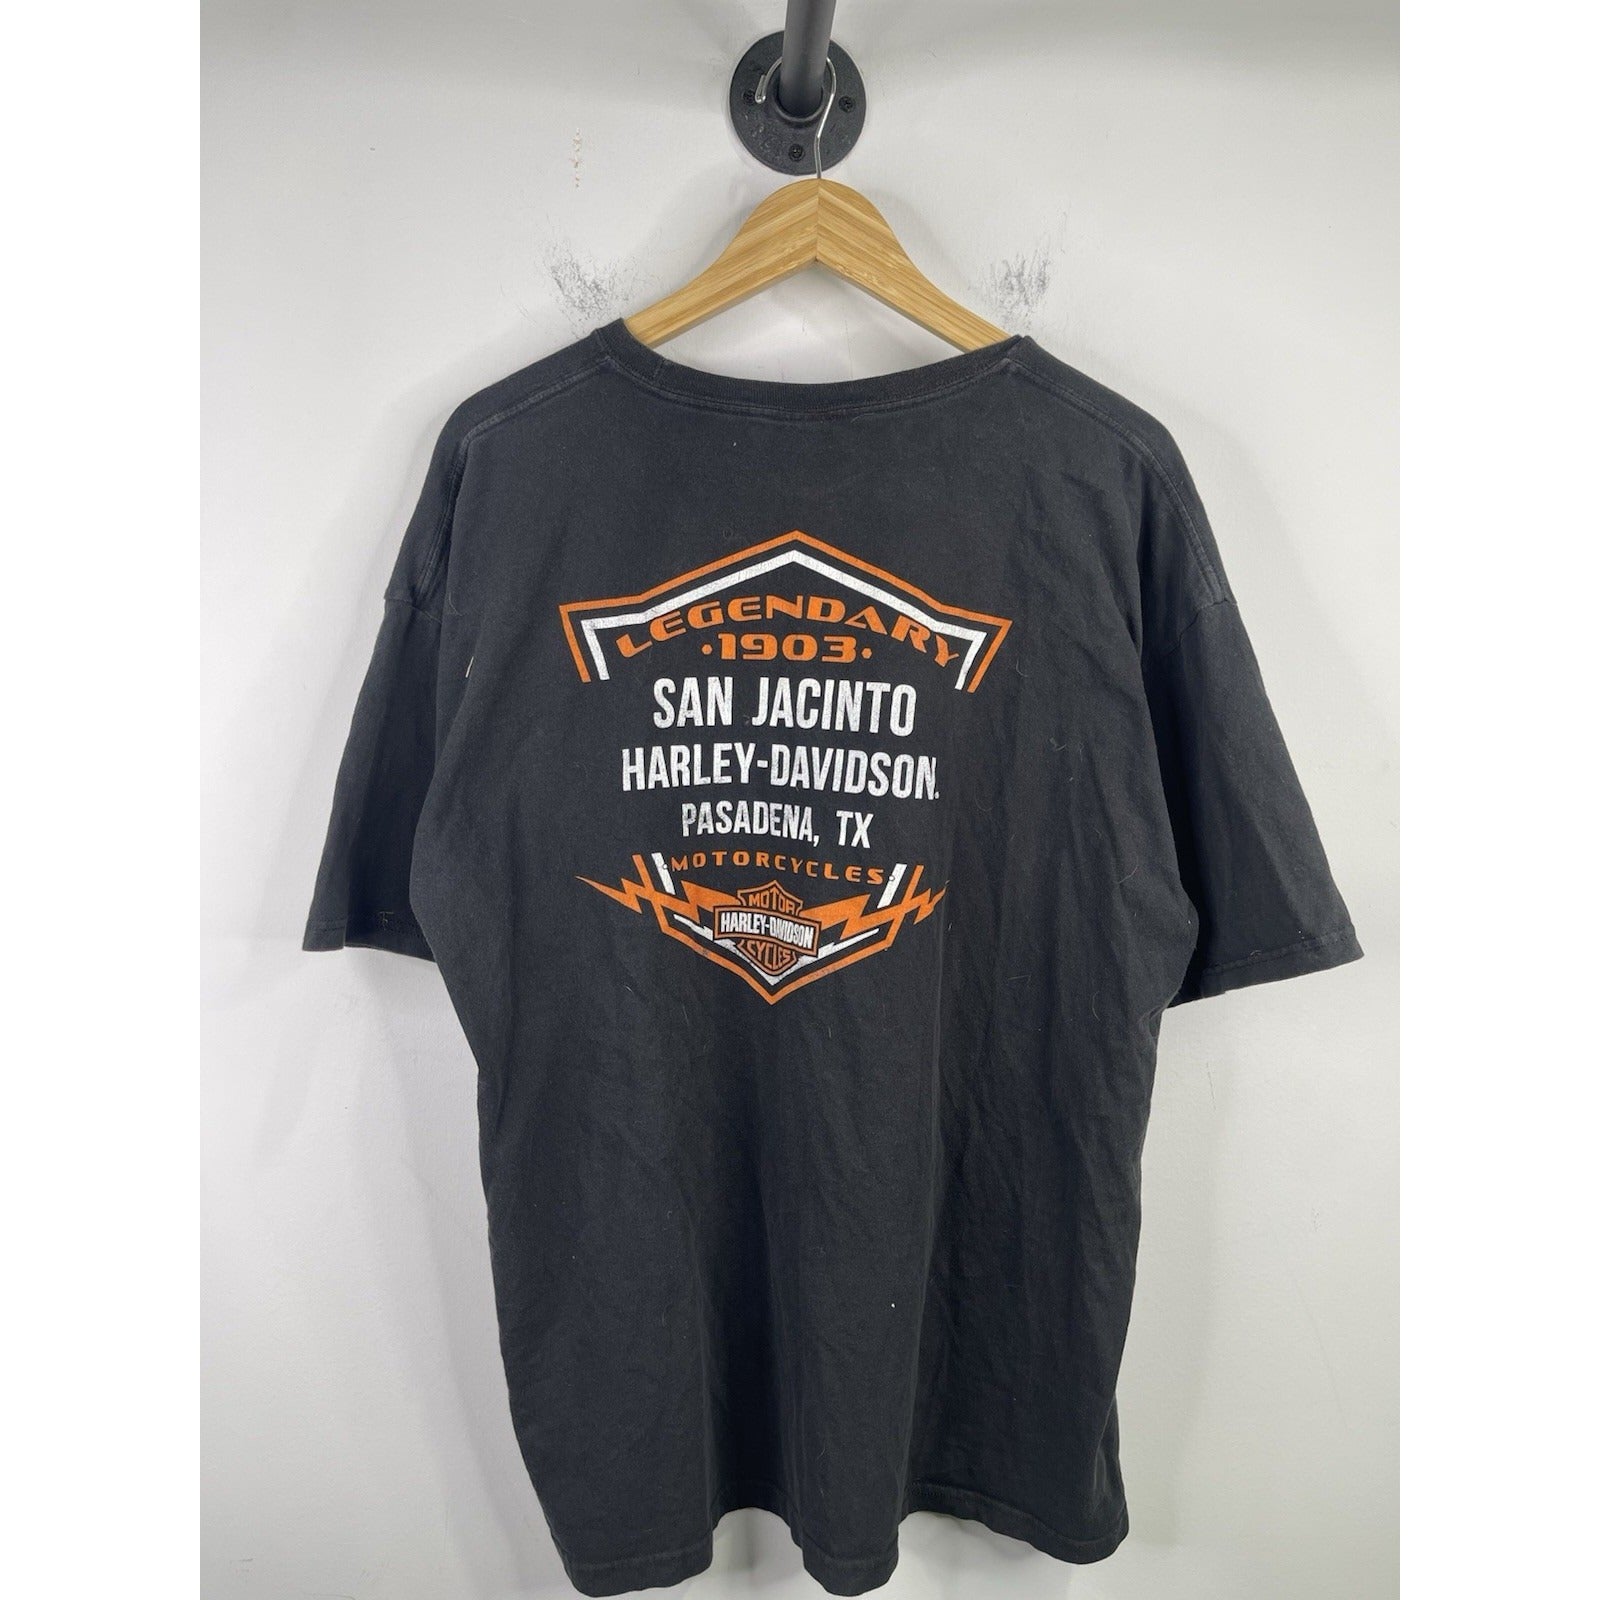 LEGENDARY
·1903·
SAN JACINTO
HARLEY-DAVIDSON
PASADENA, TX
·MOTORCYCLES·
MOTOR
HARLEY-DAVIDSON
CYCLES